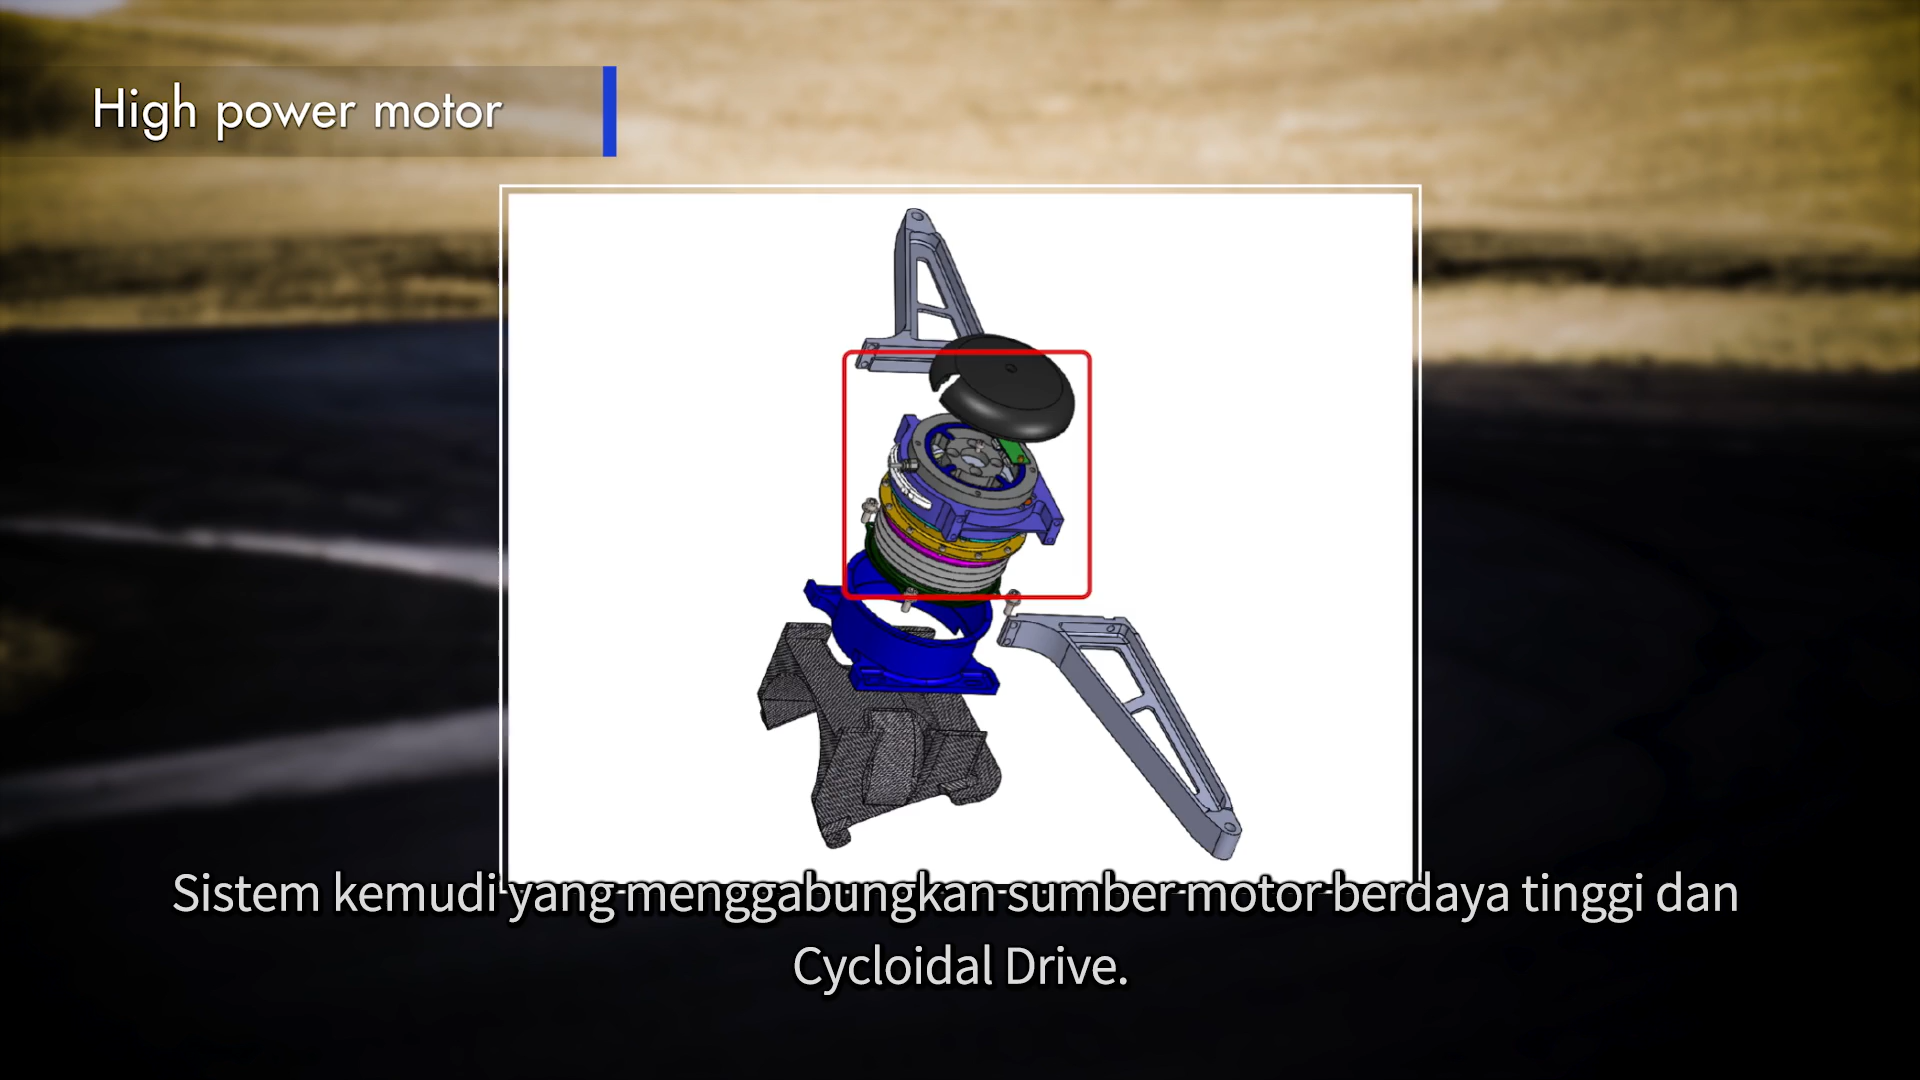 High power motor
Sistem kemudi yang menggabungkan sumber motor berdaya tinggi dan
Cycloidal Drive.